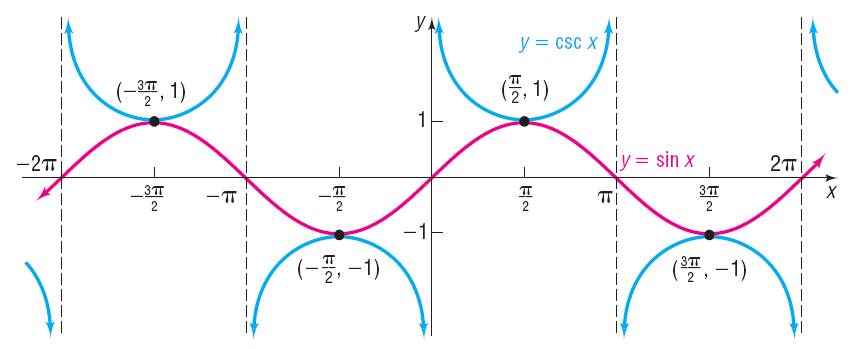 y
y = csc x
(−3π/2, 1)
(π/2, 1)
1
y = sin x
−2π
2π
−3π/2
−π
−π/2
π/2
π
3π/2
x
−1
(−π/2, −1)
(3π/2, −1)